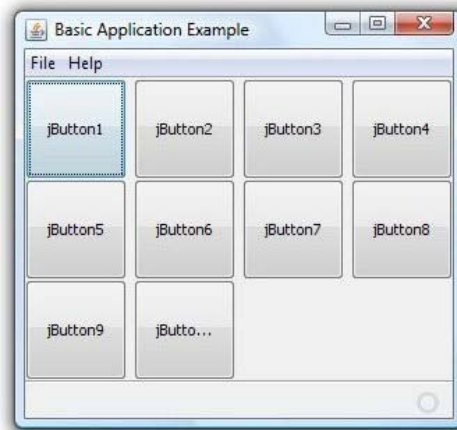 Basic Application Example
File Help
jButton1 jButton2 jButton3 jButton4
jButton5 jButton6 jButton7 jButton8
jButton9 jButto...